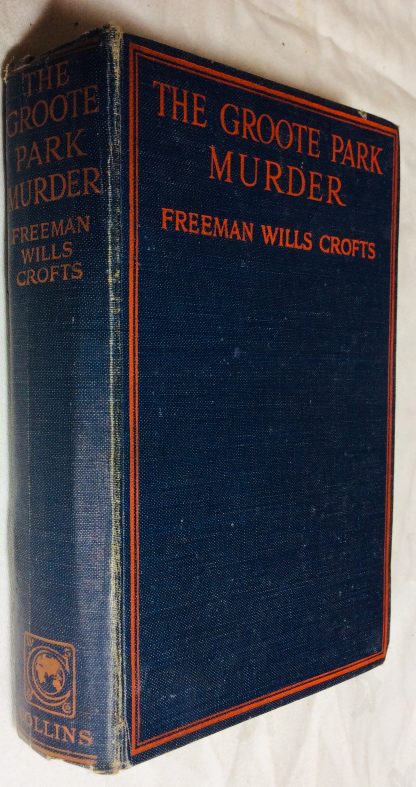 THE
GROOTE
PARK
MURDER
FREEMAN
WILLS
CROFTS
COLLINS
THE GROOTE PARK
MURDER
FREEMAN WILLS CROFTS